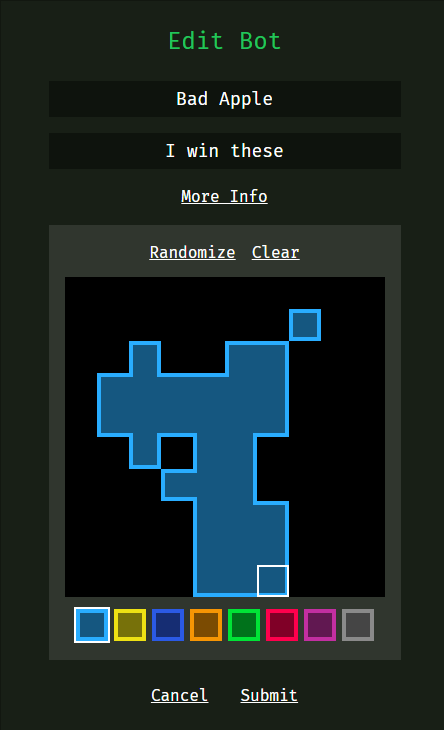 Edit Bot
Bad Apple
I win these
More Info
Randomize Clear
Cancel Submit